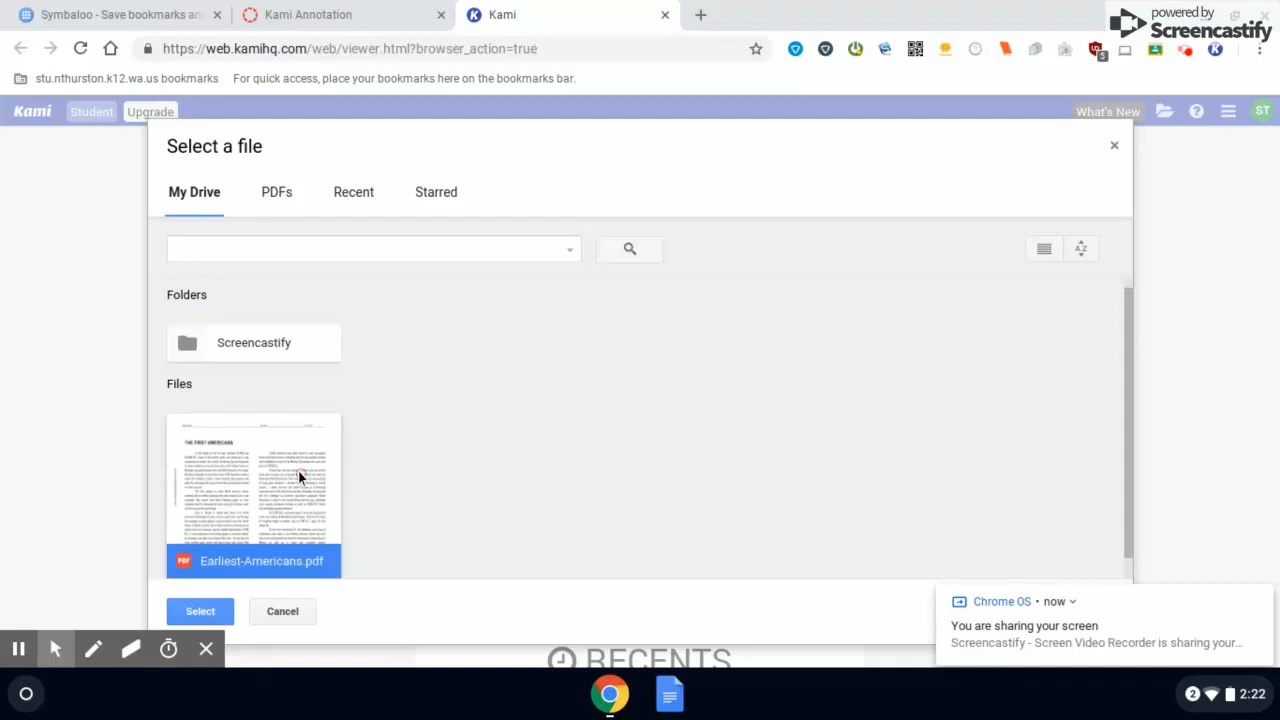 Symbaloo - Save bookmarks an
Kami Annotation
Kami
powered by
Screencastify
https://web.kamihq.com/web/viewer.html?browser_action=true
5
stu.nthurston.k12.wa.us bookmarks
For quick access, place your bookmarks here on the bookmarks bar.
Kami
Student
Upgrade
What's New
ST
Select a file
My Drive
PDFs
Recent
Starred
AZ
Folders
Screencastify
Files
THE FIRST AMERICANS
PDF
Earliest-Americans.pdf
Select
Cancel
Chrome OS • now
You are sharing your screen
Screencastify - Screen Video Recorder is sharing your...
RECENTS
2
2:22